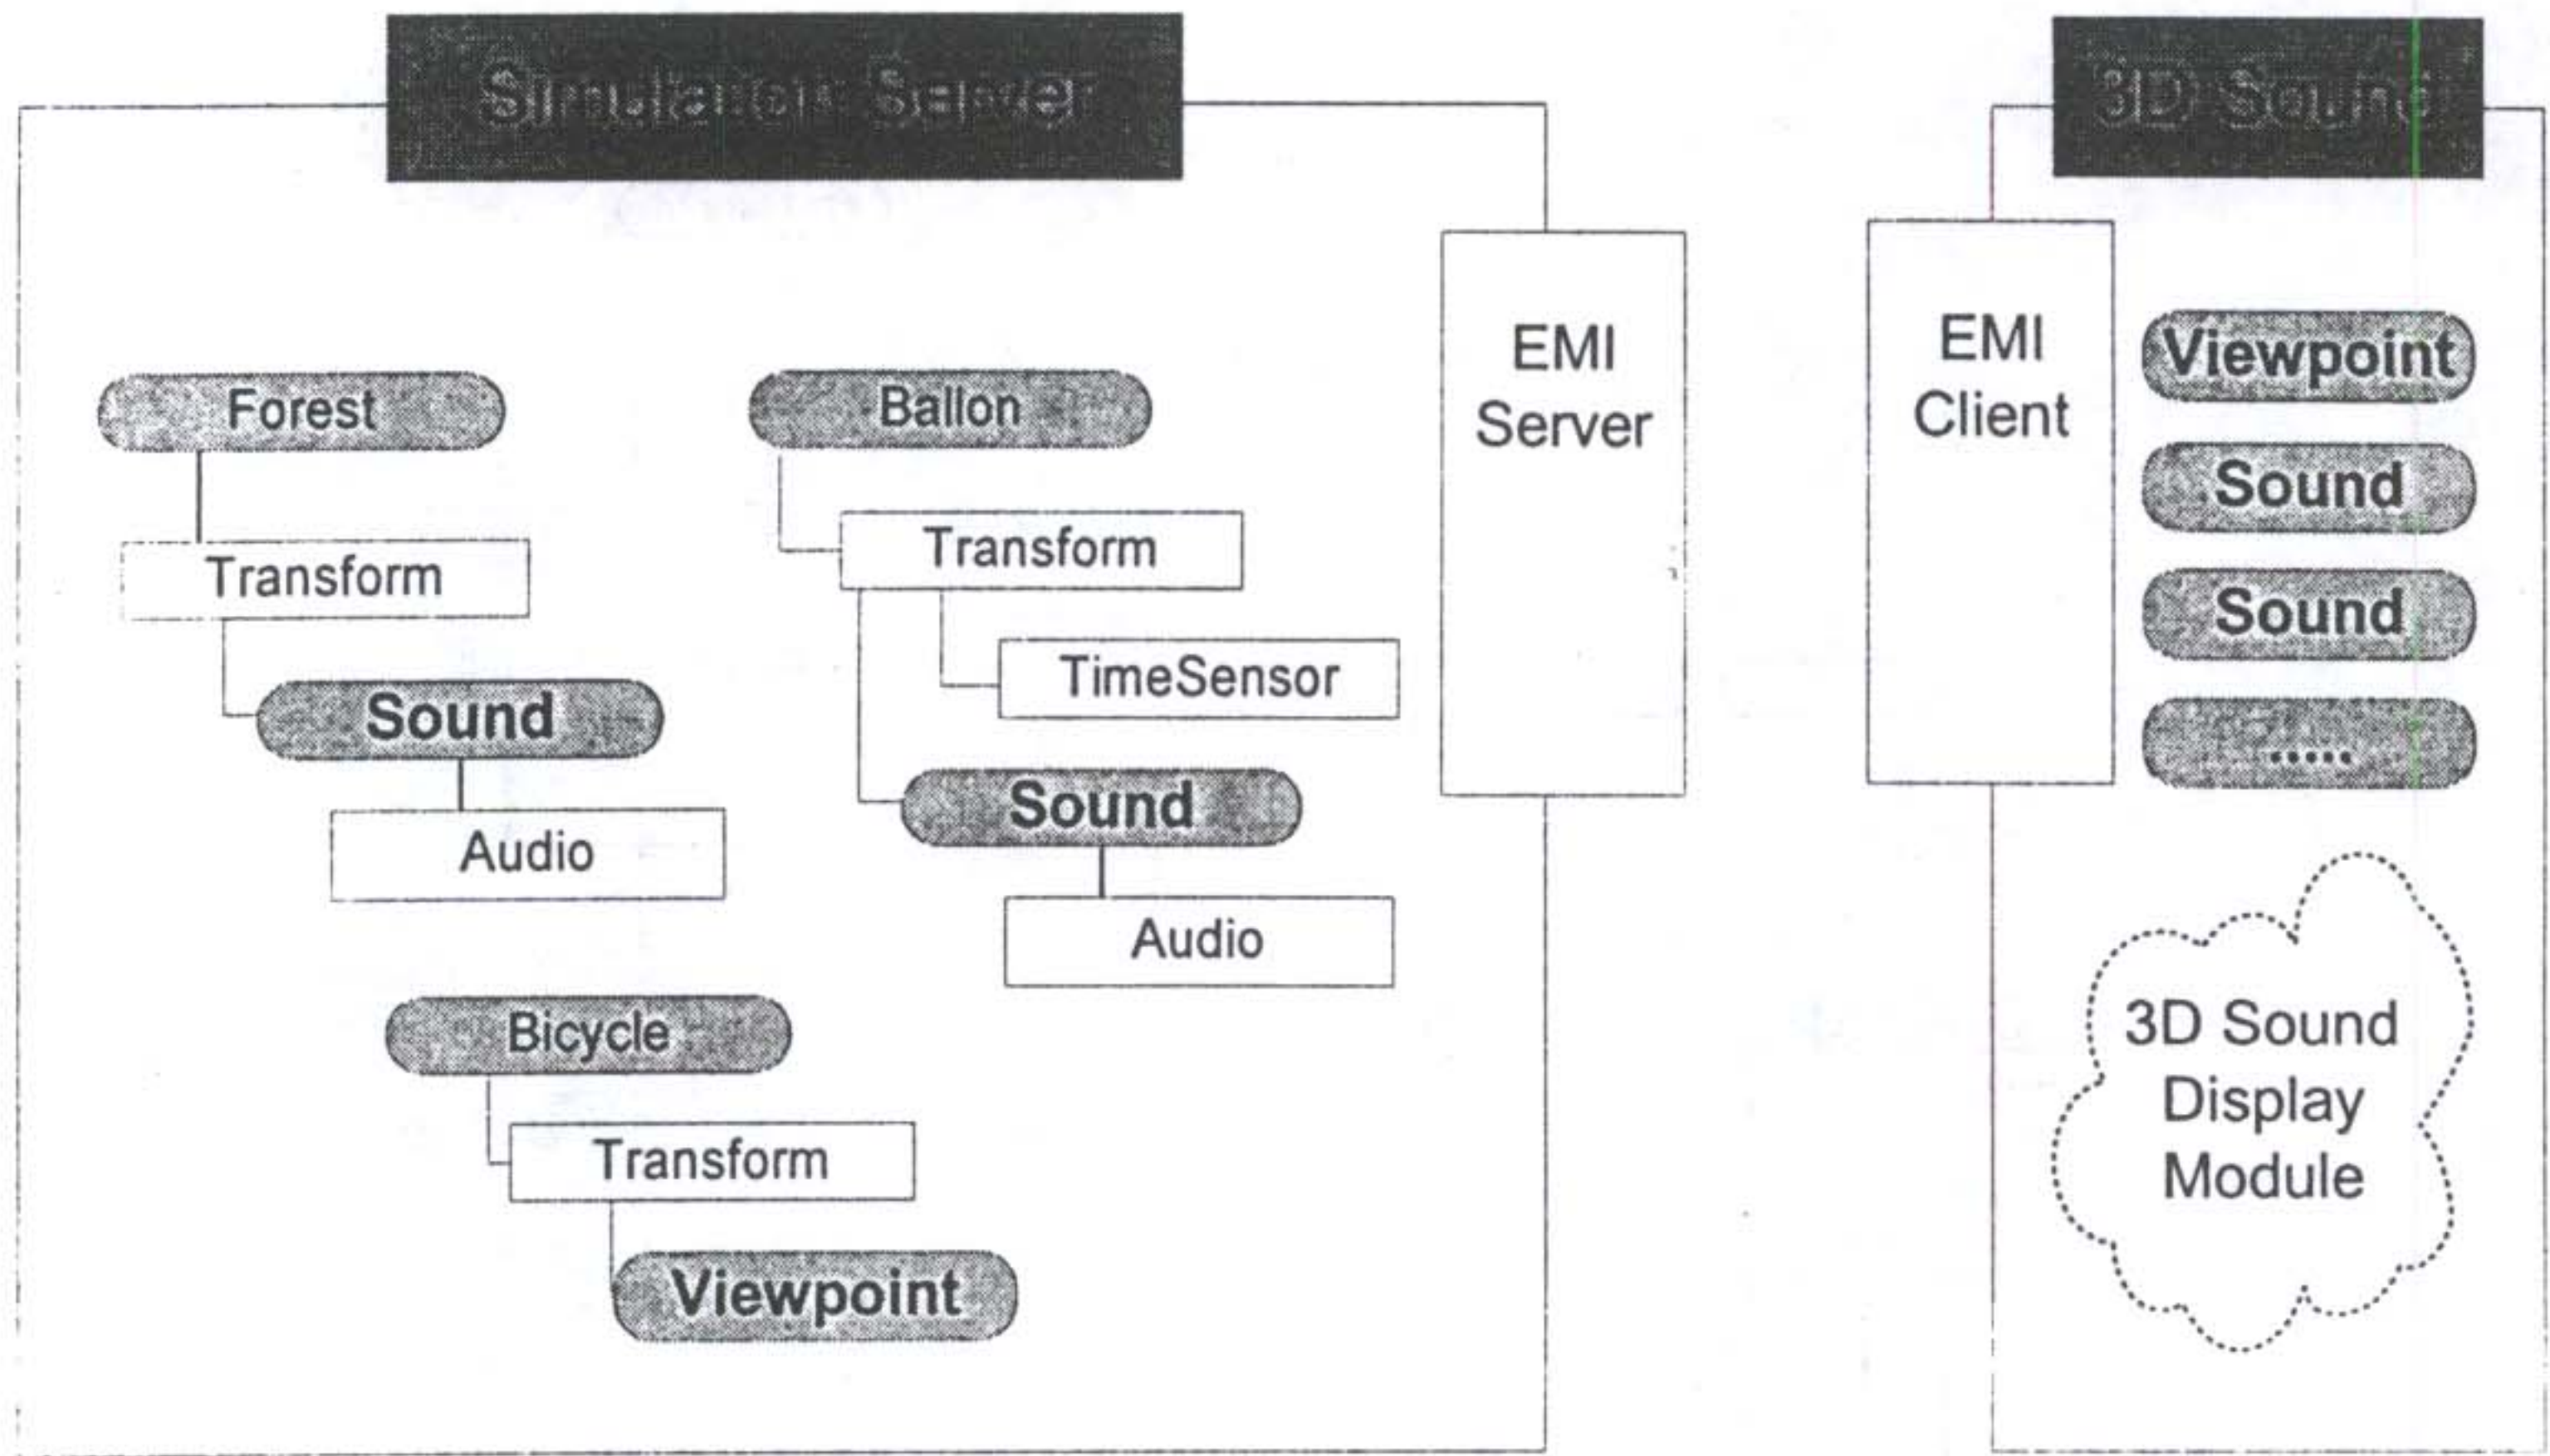 Simulation Server
3D Sound
Forest
Transform
Sound
Audio
Ballon
Transform
TimeSensor
Sound
Audio
Bicycle
Transform
Viewpoint
EMI
Server
EMI
Client
Viewpoint
Sound
Sound
.....
3D Sound
Display
Module